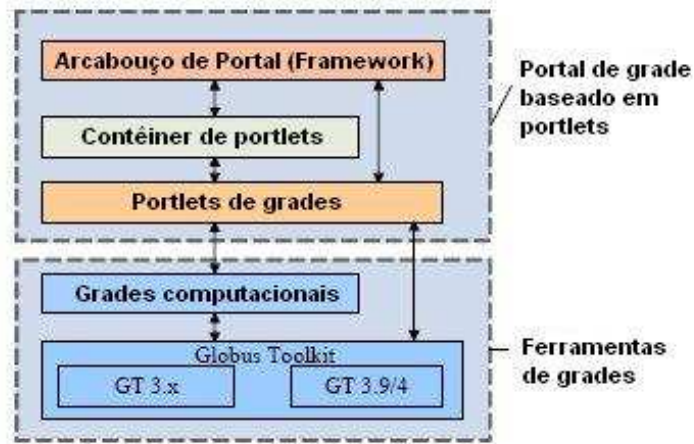 Arcabouço de Portal (Framework)
Contêiner de portlets
Portlets de grades
Portal de grade
baseado em
portlets
Grades computacionais
Globus Toolkit
GT 3.x
GT 3.9/4
Ferramentas
de grades